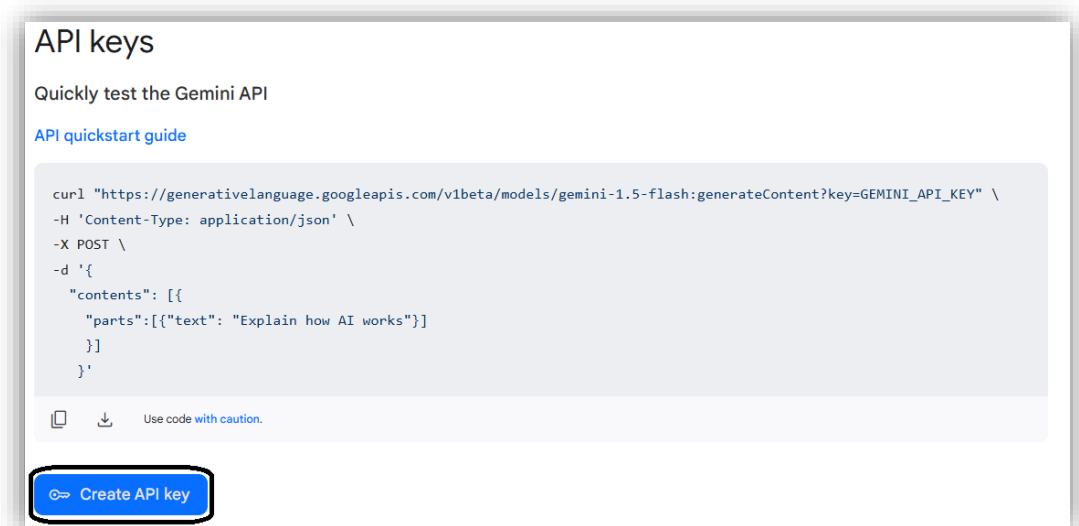 API keys
Quickly test the Gemini API
API quickstart guide
curl "https://generativelanguage.googleapis.com/v1beta/models/gemini-1.5-flash:generateContent?key=GEMINI_API_KEY" \
-H 'Content-Type: application/json' \
-X POST \
-d '{
  "contents": [{
    "parts":[{"text": "Explain how AI works"}]
    }]
   }'
Use code with caution.
Create API key